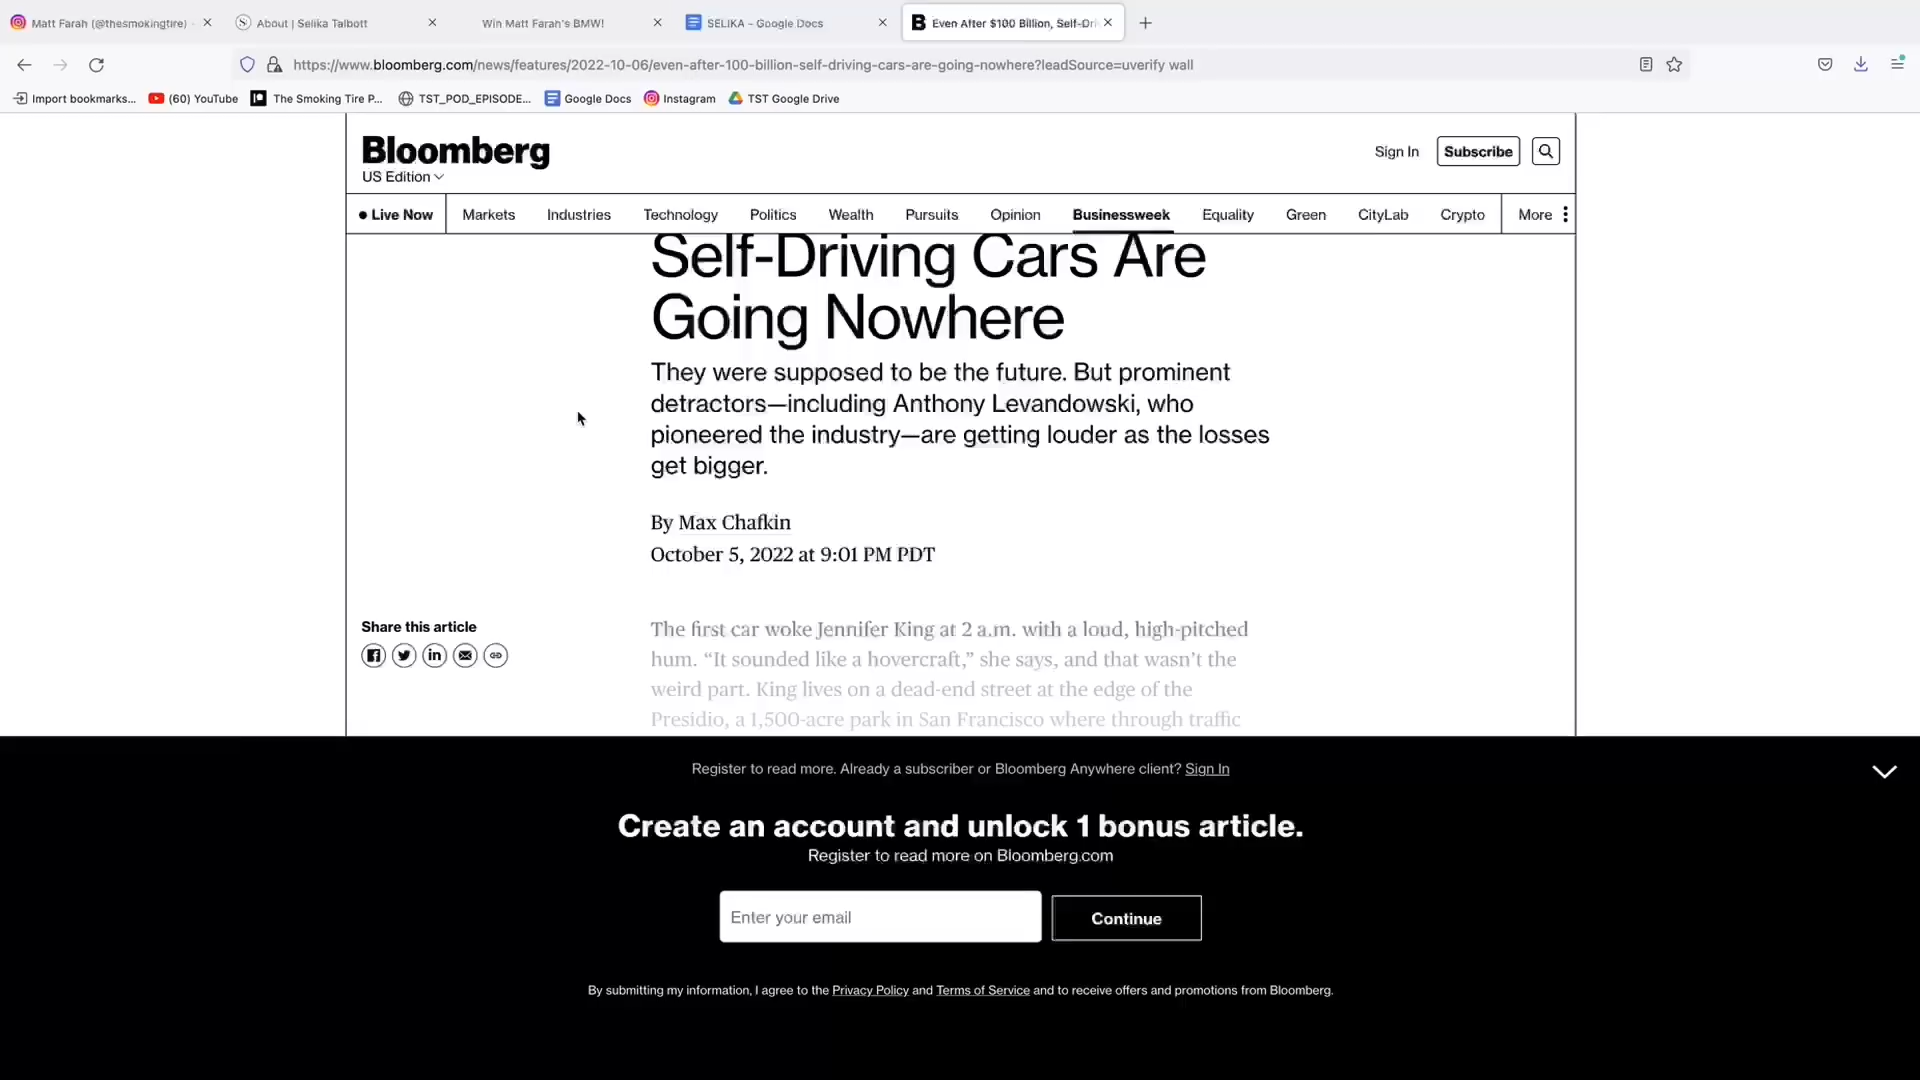 Matt Farah (@thesmokingtire)
About | Selika Talbott
Win Matt Farah's BMW!
SELIKA - Google Docs
Even After $100 Billion, Self-Dri
https://www.bloomberg.com/news/features/2022-10-06/even-after-100-billion-self-driving-cars-are-going-nowhere?leadSource=uverify wall
Import bookmarks...
(60) YouTube
The Smoking Tire P...
TST_POD_EPISODE...
Google Docs
Instagram
TST Google Drive
Bloomberg
US Edition
Sign In
Subscribe
Live Now
Markets
Industries
Technology
Politics
Wealth
Pursuits
Opinion
Businessweek
Equality
Green
CityLab
Crypto
More
Self-Driving Cars Are
Going Nowhere
They were supposed to be the future. But prominent
detractors—including Anthony Levandowski, who
pioneered the industry—are getting louder as the losses
get bigger.
By Max Chafkin
October 5, 2022 at 9:01 PM PDT
Share this article
The first car woke Jennifer King at 2 a.m. with a loud, high-pitched
hum. “It sounded like a hovercraft,” she says, and that wasn’t the
weird part. King lives on a dead-end street at the edge of the
Presidio, a 1,500-acre park in San Francisco where through traffic
Register to read more. Already a subscriber or Bloomberg Anywhere client? Sign In
Create an account and unlock 1 bonus article.
Register to read more on Bloomberg.com
Enter your email
Continue
By submitting my information, I agree to the Privacy Policy and Terms of Service and to receive offers and promotions from Bloomberg.